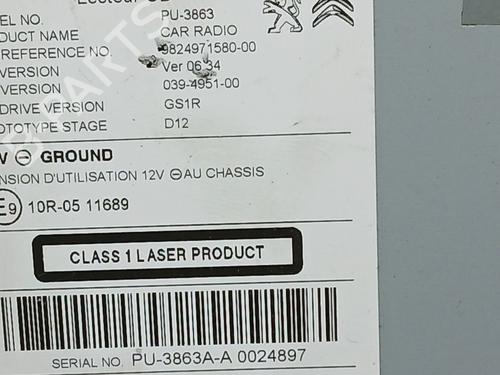 EL NO. PU-3863
ODUCT NAME CAR RADIO
REFERENCE NO. 9824971580-00
VERSION Ver 06.34
VERSION 039-4951-00
DRIVE VERSION GS1R
OTOTYPE STAGE D12
V ⊖ GROUND
NSION D'UTILISATION 12V ⊖ AU CHASSIS
E9 10R-05 11689
CLASS 1 LASER PRODUCT
SERIAL NO. PU-3863A-A 0024897